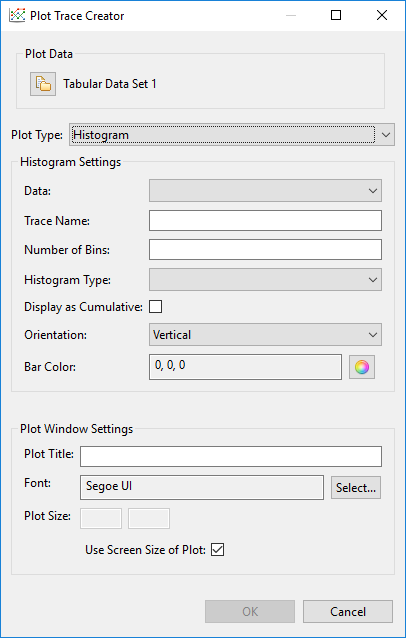 Plot Trace Creator
Plot Data
Tabular Data Set 1
Plot Type: Histogram
Histogram Settings
Data:
Trace Name:
Number of Bins:
Histogram Type:
Display as Cumulative:
Orientation: Vertical
Bar Color: 0, 0, 0
Plot Window Settings
Plot Title:
Font: Segoe UI Select...
Plot Size:
Use Screen Size of Plot:
OK Cancel